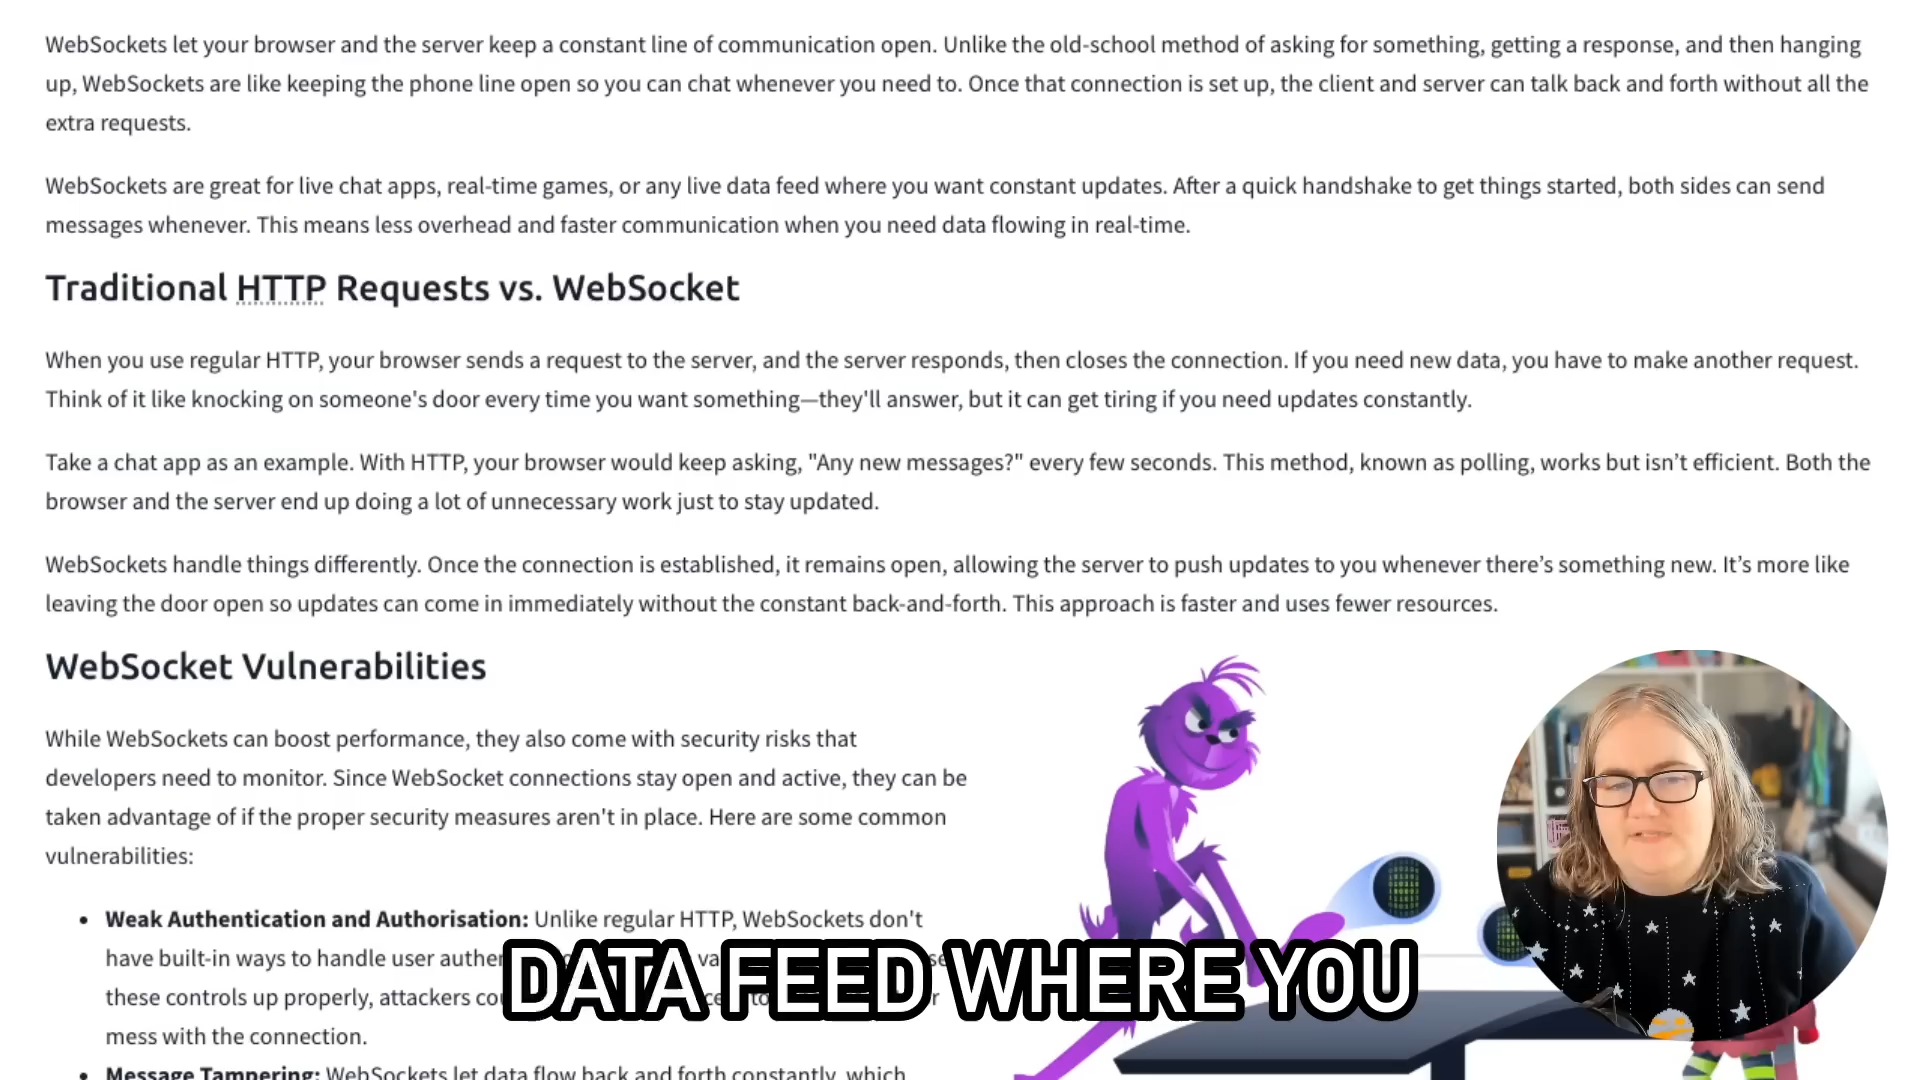 WebSockets let your browser and the server keep a constant line of communication open. Unlike the old-school method of asking for something, getting a response, and then hanging
up, WebSockets are like keeping the phone line open so you can chat whenever you need to. Once that connection is set up, the client and server can talk back and forth without all the
extra requests.
WebSockets are great for live chat apps, real-time games, or any live data feed where you want constant updates. After a quick handshake to get things started, both sides can send
messages whenever. This means less overhead and faster communication when you need data flowing in real-time.
Traditional HTTP Requests vs. WebSocket
When you use regular HTTP, your browser sends a request to the server, and the server responds, then closes the connection. If you need new data, you have to make another request.
Think of it like knocking on someone's door every time you want something—they'll answer, but it can get tiring if you need updates constantly.
Take a chat app as an example. With HTTP, your browser would keep asking, "Any new messages?" every few seconds. This method, known as polling, works but isn’t efficient. Both the
browser and the server end up doing a lot of unnecessary work just to stay updated.
WebSockets handle things differently. Once the connection is established, it remains open, allowing the server to push updates to you whenever there’s something new. It’s more like
leaving the door open so updates can come in immediately without the constant back-and-forth. This approach is faster and uses fewer resources.
WebSocket Vulnerabilities
While WebSockets can boost performance, they also come with security risks that
developers need to monitor. Since WebSocket connections stay open and active, they can be
taken advantage of if the proper security measures aren't in place. Here are some common
vulnerabilities:
• Weak Authentication and Authorisation: Unlike regular HTTP, WebSockets don't
have built-in ways to handle user
these controls up properly, attackers
mess with the connection.
• Message Tampering: WebSockets let data flow back and forth constantly, which
DATA FEED WHERE YOU